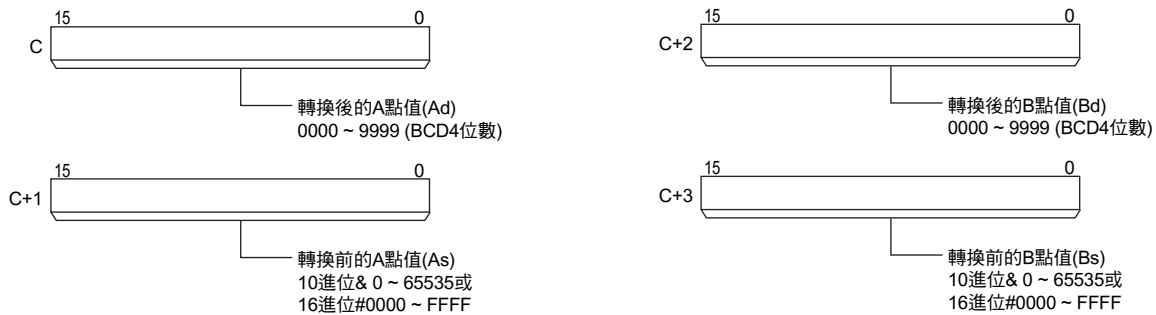 15 0
C
轉換後的A點值(Ad)
0000 ~ 9999 (BCD4位數)
15 0
C+1
轉換前的A點值(As)
10進位& 0 ~ 65535或
16進位#0000 ~ FFFF
15 0
C+2
轉換後的B點值(Bd)
0000 ~ 9999 (BCD4位數)
15 0
C+3
轉換前的B點值(Bs)
10進位& 0 ~ 65535或
16進位#0000 ~ FFFF